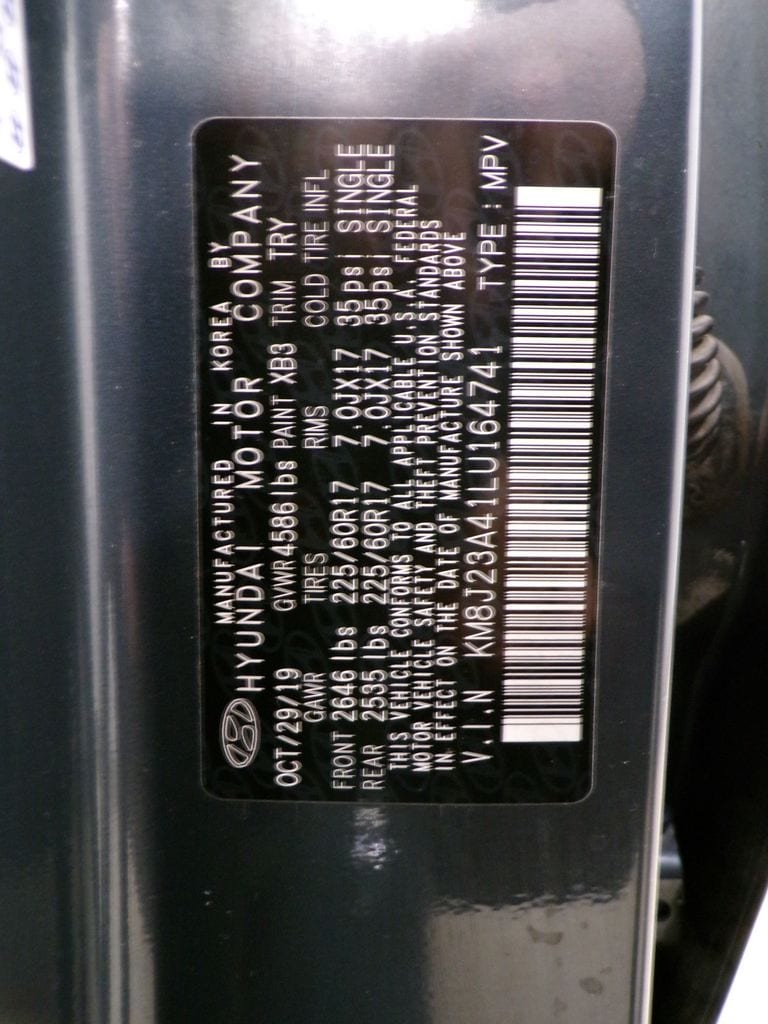 MANUFACTURED IN KOREA BY
HYUNDAI MOTOR COMPANY
OCT/29/19 GVWR 4586 lbs PAINT XB3 TRIM TRY
GAWR TIRES RIMS COLD TIRE INFL
FRONT 2646 lbs 225/60R17 7.0JX17 35psi SINGLE
REAR 2535 lbs 225/60R17 7.0JX17 35psi SINGLE
THIS VEHICLE CONFORMS TO ALL APPLICABLE U.S.A. FEDERAL
MOTOR VEHICLE SAFETY AND THEFT PREVENTION STANDARDS
IN EFFECT ON THE DATE OF MANUFACTURE SHOWN ABOVE
V.I.N KM8J23A41LU164741 TYPE : MPV